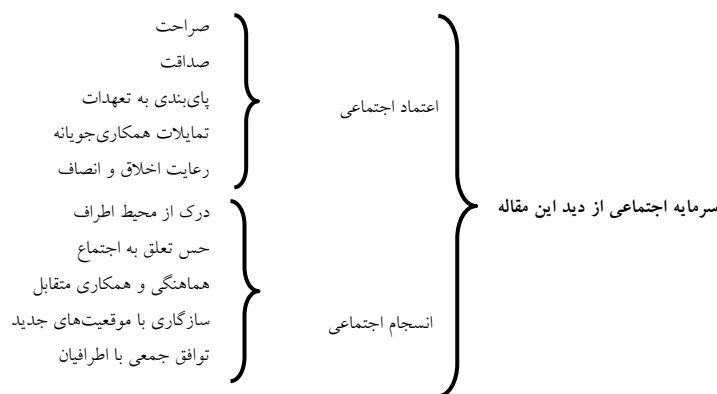 سرمایه اجتماعی از دید این مقاله
اعتماد اجتماعی
صراحت
صداقت
پای‌بندی به تعهدات
تمایلات همکاری‌جویانه
رعایت اخلاق و انصاف
انسجام اجتماعی
درک از محیط اطراف
حس تعلق به اجتماع
هماهنگی و همکاری متقابل
سازگاری با موقعیت‌های جدید
توافق جمعی با اطرافیان